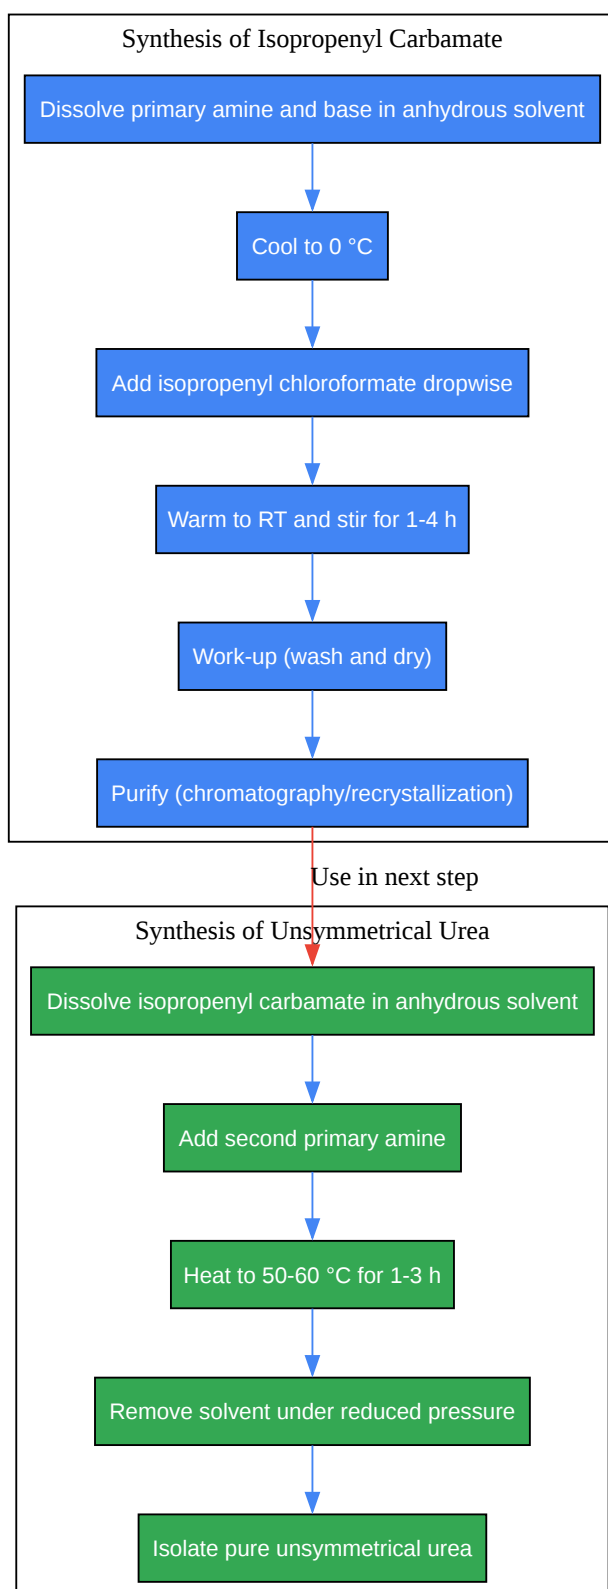 Synthesis of Isopropenyl Carbamate
Dissolve primary amine and base in anhydrous solvent
Cool to 0 °C
Add isopropenyl chloroformate dropwise
Warm to RT and stir for 1-4 h
Work-up (wash and dry)
Purify (chromatography/recrystallization)
Use in next step
Synthesis of Unsymmetrical Urea
Dissolve isopropenyl carbamate in anhydrous solvent
Add second primary amine
Heat to 50-60 °C for 1-3 h
Remove solvent under reduced pressure
Isolate pure unsymmetrical urea